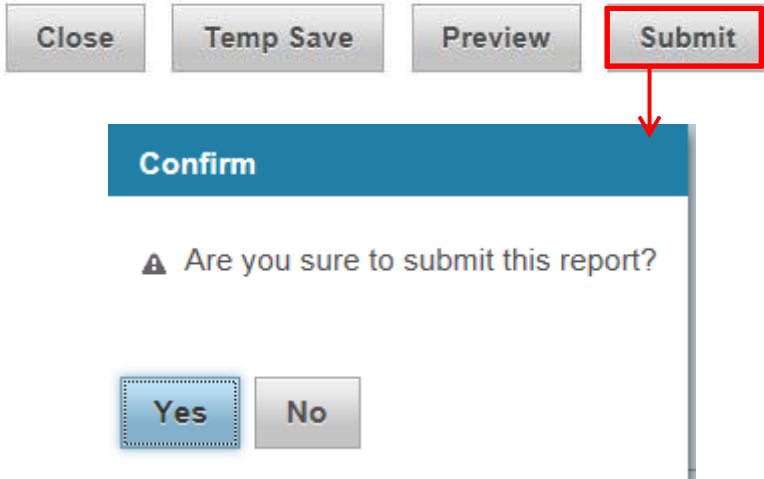 Close Temp Save Preview Submit
Confirm
Are you sure to submit this report?
Yes No